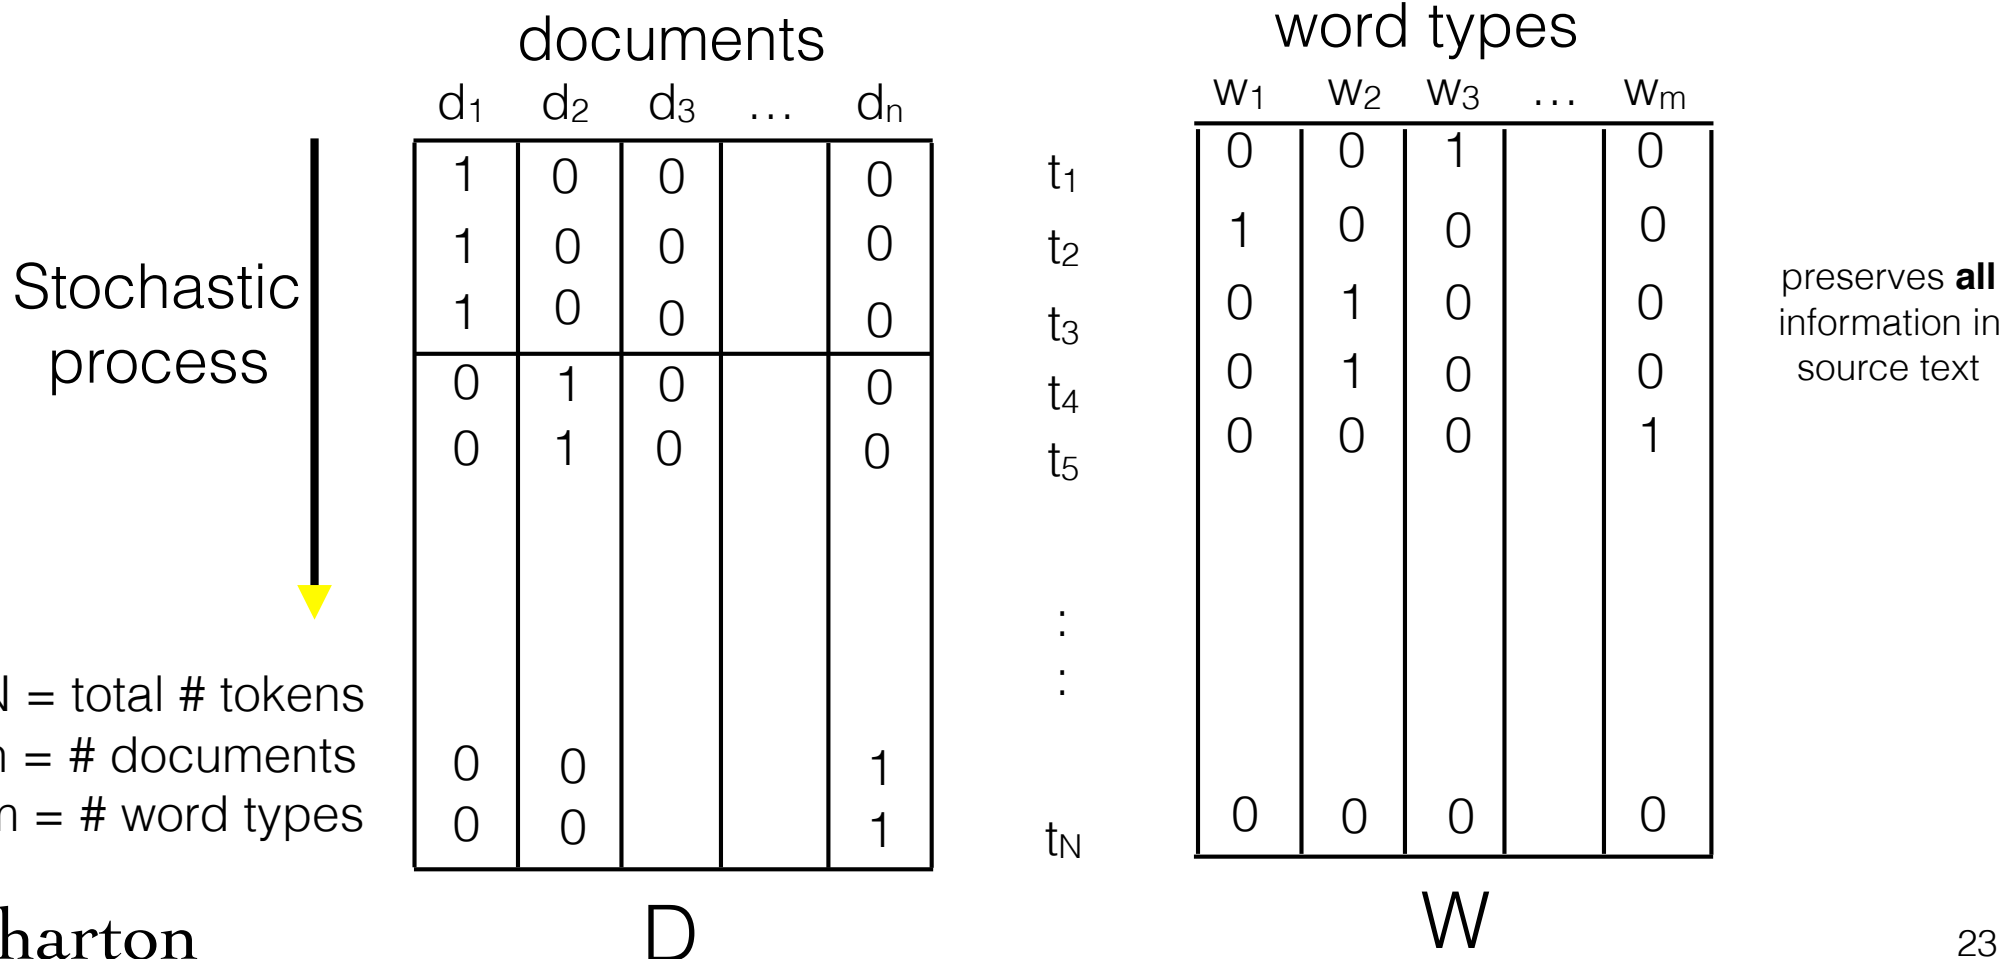 documents
d1 d2 d3 … dn
1 0 0 0
1 0 0 0
1 0 0 0
0 1 0 0
0 1 0 0
0 0 1
0 0 1
D
Stochastic
process
= total # tokens
= # documents
= # word types
t1
t2
t3
t4
t5
:
:
tN
word types
w1 w2 w3 … wm
0 0 1 0
1 0 0 0
0 1 0 0
0 1 0 0
0 0 0 1
0 0 0 0
W
preserves all
information in
source text
harton
23